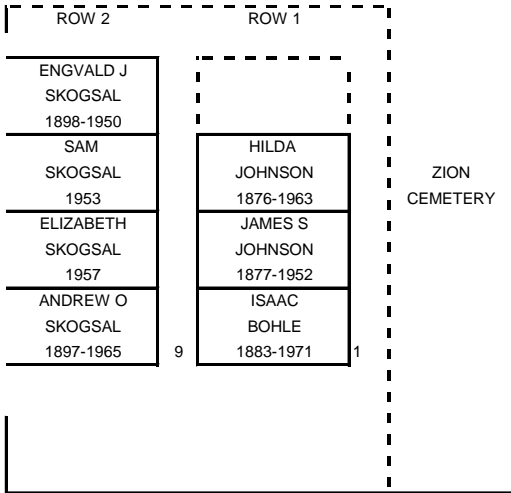 ROW 2
ROW 1
ENGVALD J
SKOGSAL
1898-1950
SAM
SKOGSAL
1953
HILDA
JOHNSON
1876-1963
ZION
CEMETERY
ELIZABETH
SKOGSAL
1957
JAMES S
JOHNSON
1877-1952
ANDREW O
SKOGSAL
1897-1965
9
ISAAC
BOHLE
1883-1971
1